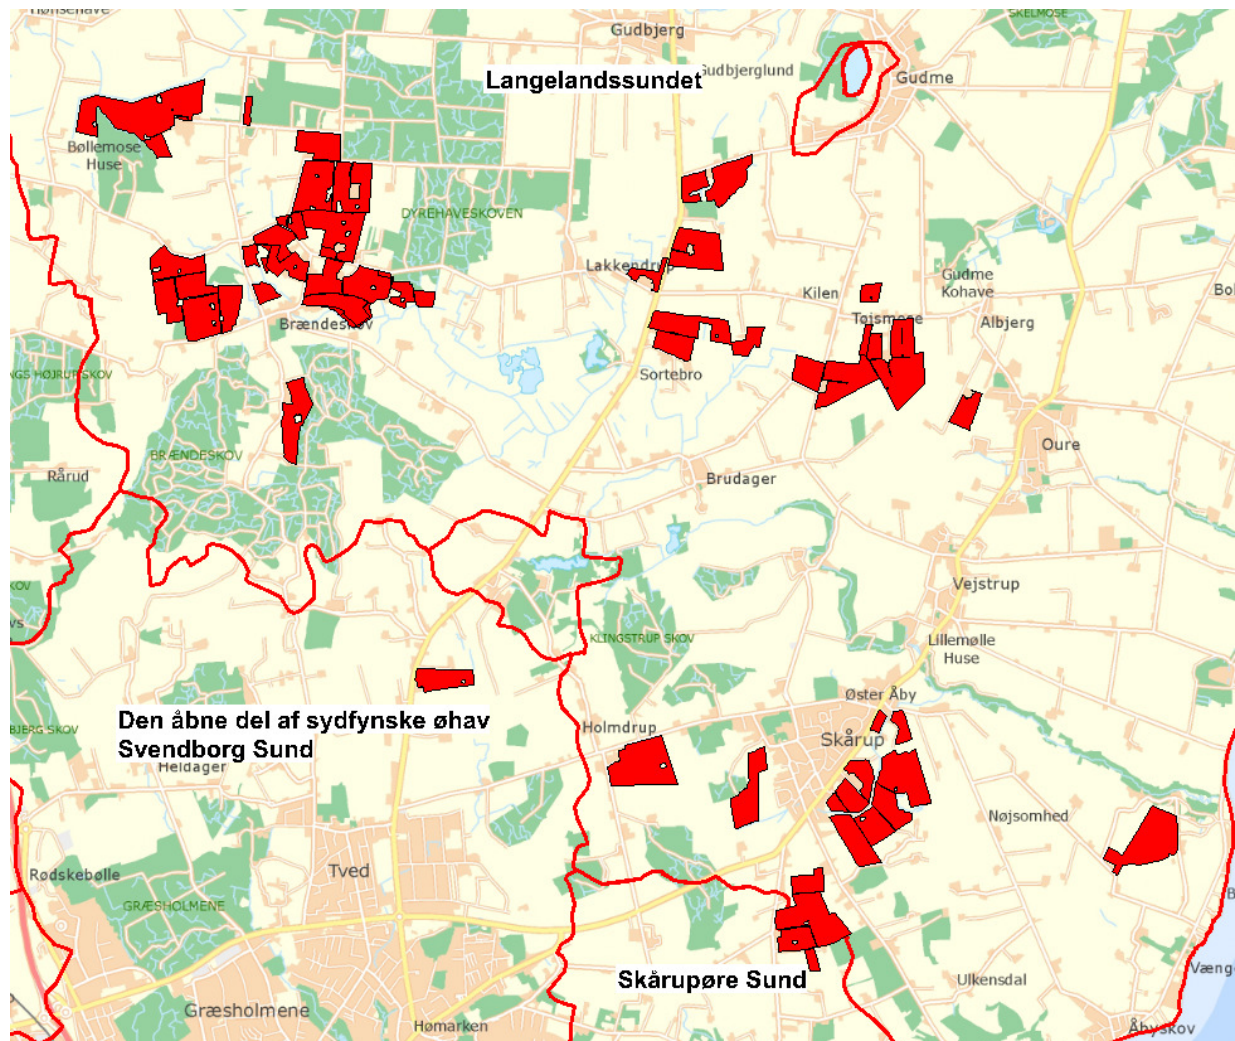 SKELMOSE
Gudbjerg
Langelandssundet
Gudbjerglund
Gudme
Bøllemose
Huse
DYREHAVESKOVEN
Lakkendrup
Gudme
Kohave
Kilen
Tøjsmose
Albjerg
Brændeskov
Sortebro
BRÆNDESKOV
Oure
Rårud
Brudager
Vejstrup
KLINGSTRUP SKOV
Lillemølle
Huse
Øster Åby
Den åbne del af sydfynske øhav
Svendborg Sund
Holmdrup
Skårup
Heldager
Nøjsomhed
Tved
Rødskebølle
GRÆSHOLMENE
Skårupøre Sund
Ulkensdal
Græsholmene
Hømarken
Åbyskov